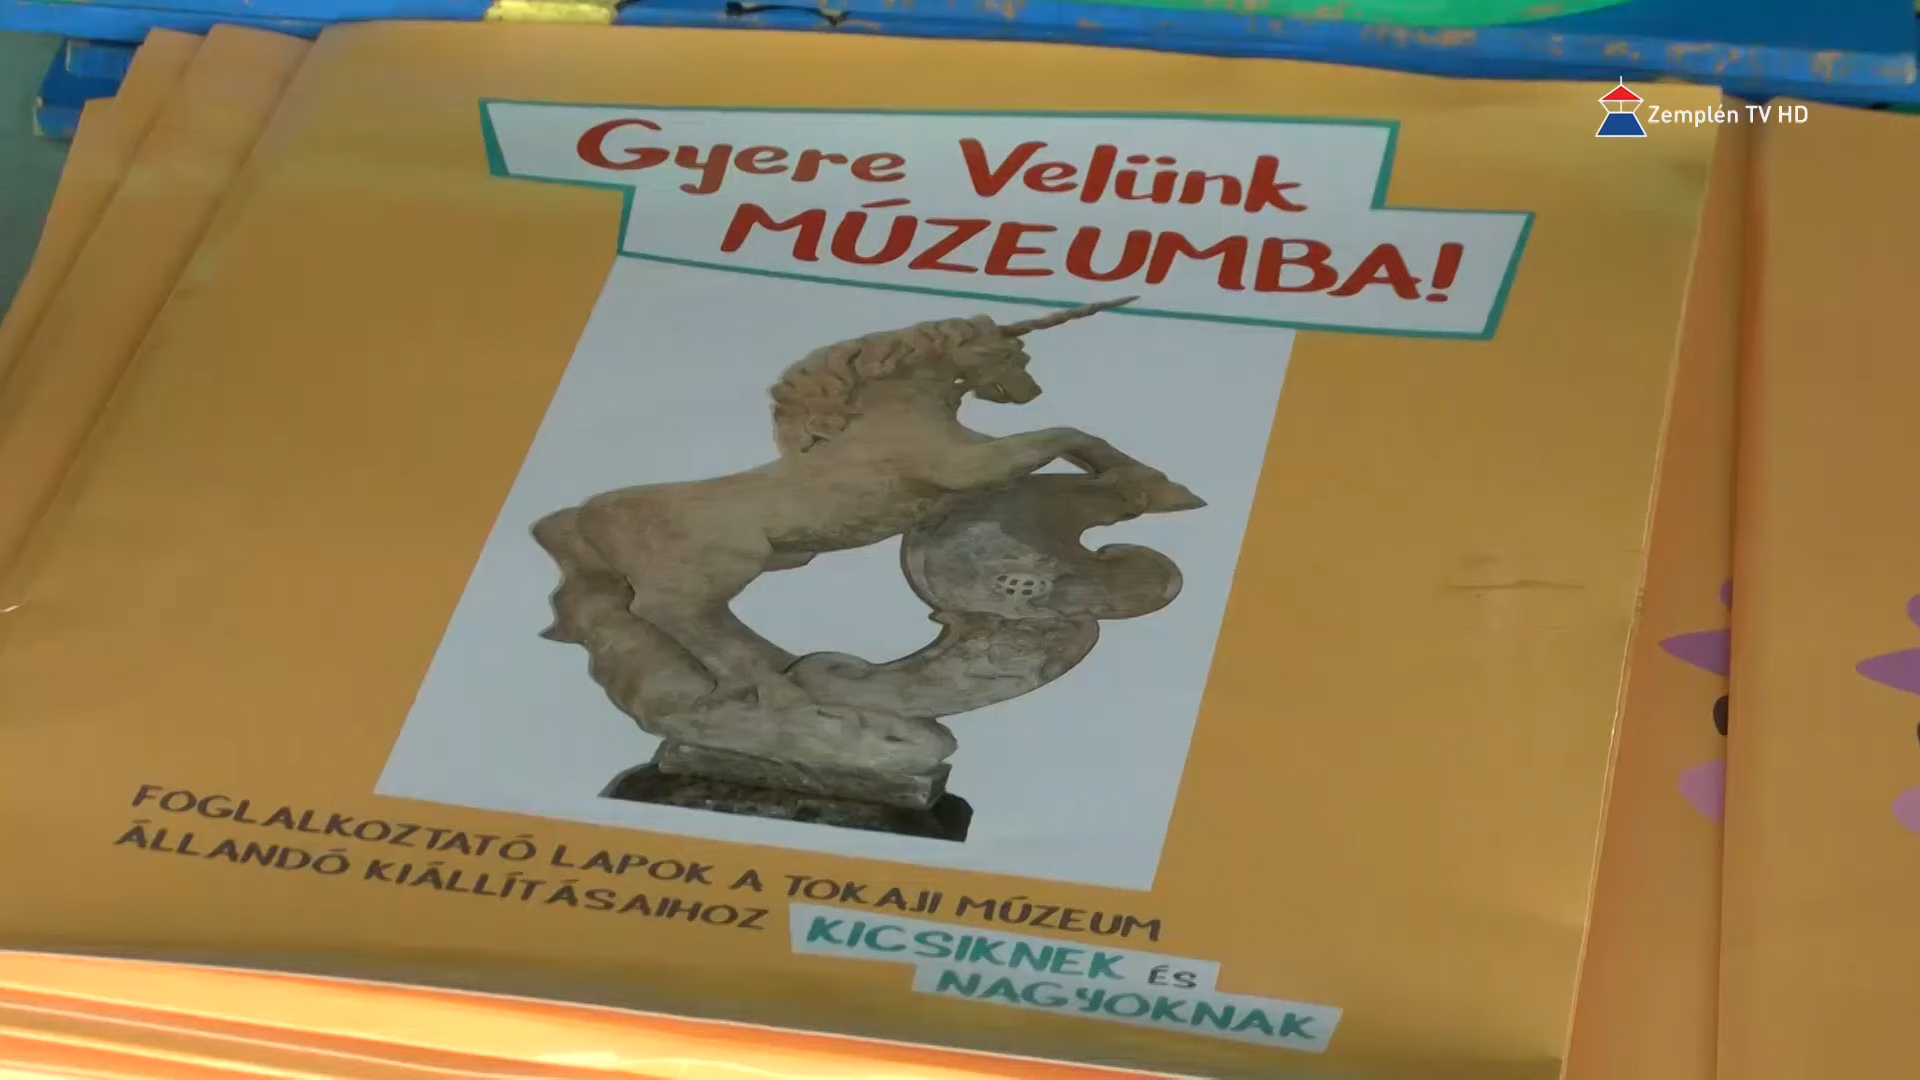 Zemplén TV HD
Gyere Velünk
MÚZEUMBA!
FOGLALKOZTATÓ LAPOK A TOKAJI MÚZEUM
ÁLLANDÓ KIÁLLÍTÁSAIHOZ KICSIKNEK ÉS
NAGYOKNAK